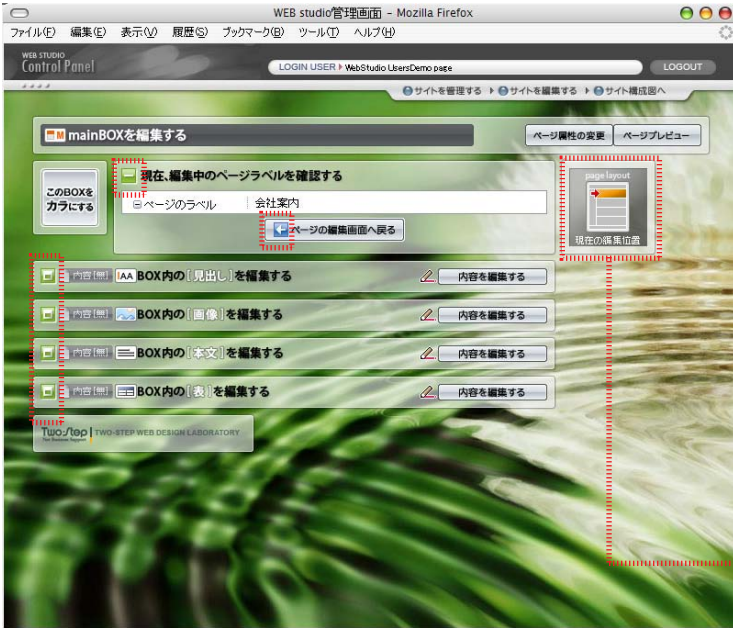 WEB studio管理画面 - Mozilla Firefox
ファイル(F) 編集(E) 表示(V) 履歴(S) ブックマーク(B) ツール(T) ヘルプ(H)
WEB STUDIO
Control Panel
LOGIN USER WebStudio UsersDemo page
LOGOUT
サイトを管理する サイトを編集する サイト構成図へ
M mainBOXを編集する
ページ属性の変更 ページプレビュー
このBOXを
カラにする
現在、編集中のページラベルを確認する
ページのラベル 会社案内
ページの編集画面へ戻る
page layout
現在の編集位置
内容[無] AA BOX内の[見出し]を編集する 内容を編集する
内容[無] BOX内の[画像]を編集する 内容を編集する
内容[無] BOX内の[本文]を編集する 内容を編集する
内容[無] BOX内の[表]を編集する 内容を編集する
Two-Step TWO-STEP WEB DESIGN LABORATORY